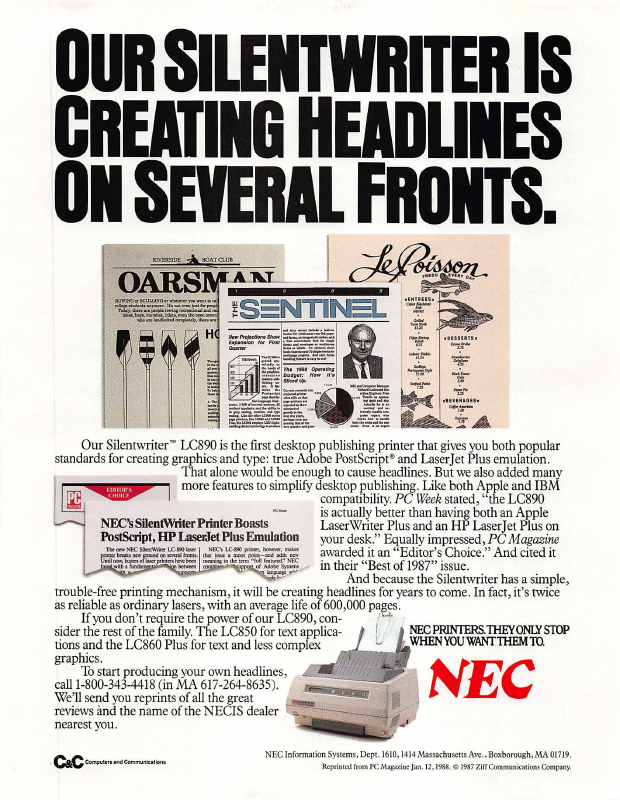 OUR SILENTWRITER IS
CREATING HEADLINES
ON SEVERAL FRONTS.
RIVERSIDE BOAT CLUB
OARSMAN
1 9 8 8
THE SENTINEL
New Projections Show
Expansion for First
Quarter
The 1988 Operating
Budget: How It's
Sliced Up.
Le Poisson
FRESH EVERY DAY
ENTREES
DESSERTS
BEVERAGES
Our Silentwriter™ LC890 is the first desktop publishing printer that gives you both popular
standards for creating graphics and type: true Adobe PostScript® and LaserJet Plus emulation.
That alone would be enough to cause headlines. But we also added many
more features to simplify desktop publishing. Like both Apple and IBM
compatibility. PC Week stated, "the LC890
is actually better than having both an Apple
LaserWriter Plus and an HP LaserJet Plus on
your desk." Equally impressed, PC Magazine
awarded it an "Editor's Choice." And cited it
in their "Best of 1987" issue.
PC
EDITOR'S
CHOICE
PC Week
NEC's SilentWriter Printer Boasts
PostScript, HP LaserJet Plus Emulation
The new NEC SilentWriter LC-890 laser
printer breaks new ground on several fronts.
Until now, buyers of laser printers have been
faced with a fundamental
NEC's LC-890 printer, however, makes
that issue a moot point—and adds new
meaning to the term "full featured." NEC
support of Adobe Systems
language
And because the Silentwriter has a simple,
trouble-free printing mechanism, it will be creating headlines for years to come. In fact, it's twice
as reliable as ordinary lasers, with an average life of 600,000 pages.
If you don't require the power of our LC890, con-
sider the rest of the family. The LC850 for text applica-
tions and the LC860 Plus for text and less complex
graphics.
To start producing your own headlines,
call 1-800-343-4418 (in MA 617-264-8635).
We'll send you reprints of all the great
reviews and the name of the NECIS dealer
nearest you.
NEC PRINTERS. THEY ONLY STOP
WHEN YOU WANT THEM TO.
NEC
C&C Computers and Communications
NEC Information Systems, Dept. 1610, 1414 Massachusetts Ave., Boxborough, MA 01719.
Reprinted from PC Magazine Jan. 12, 1988. © 1987 Ziff Communications Company.